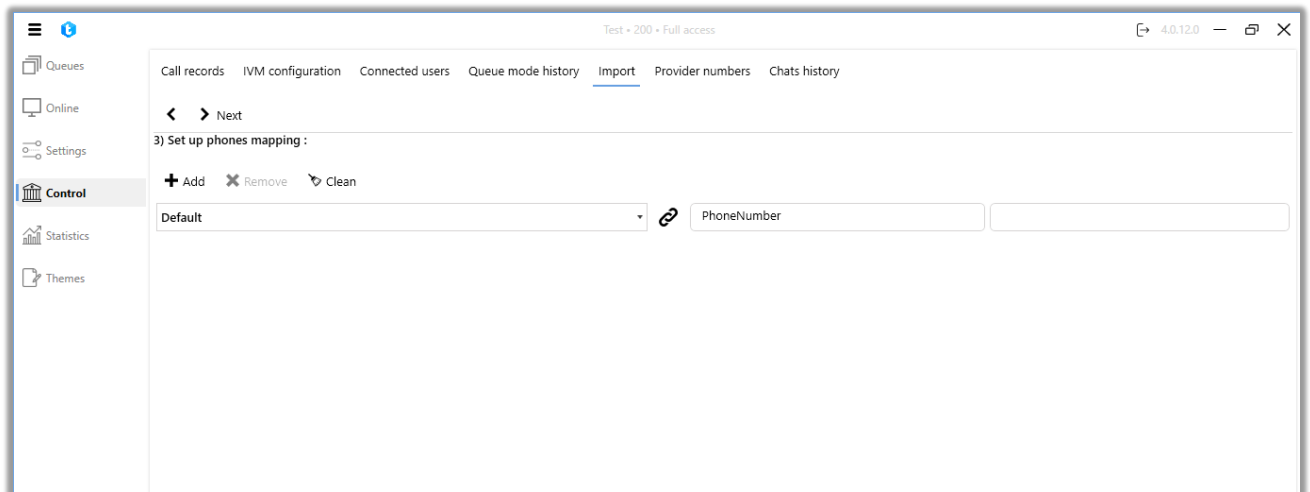 Test • 200 • Full access
4.0.12.0
Queues
Online
Settings
Control
Statistics
Themes
Call records IVM configuration Connected users Queue mode history Import Provider numbers Chats history
Next
3) Set up phones mapping :
Add Remove Clean
Default PhoneNumber